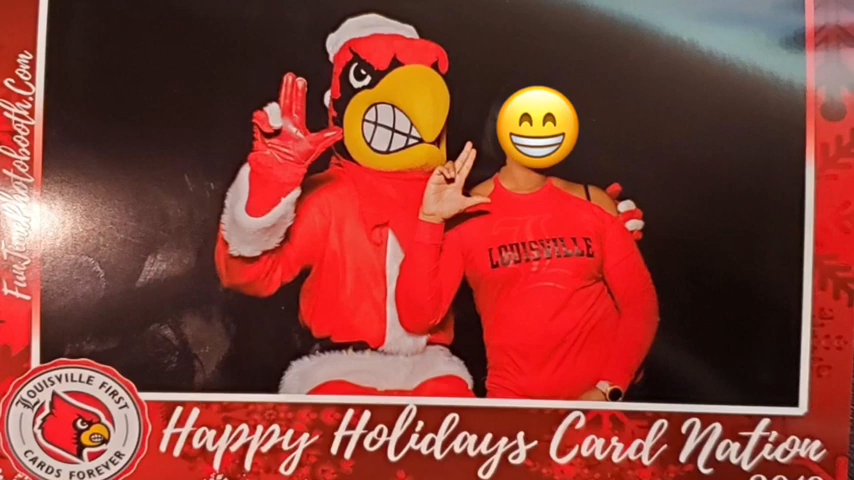 FunTimePhotobooth.Com
LOUISVILLE
LOUISVILLE FIRST
CARDS FOREVER
Happy Holidays Card Nation